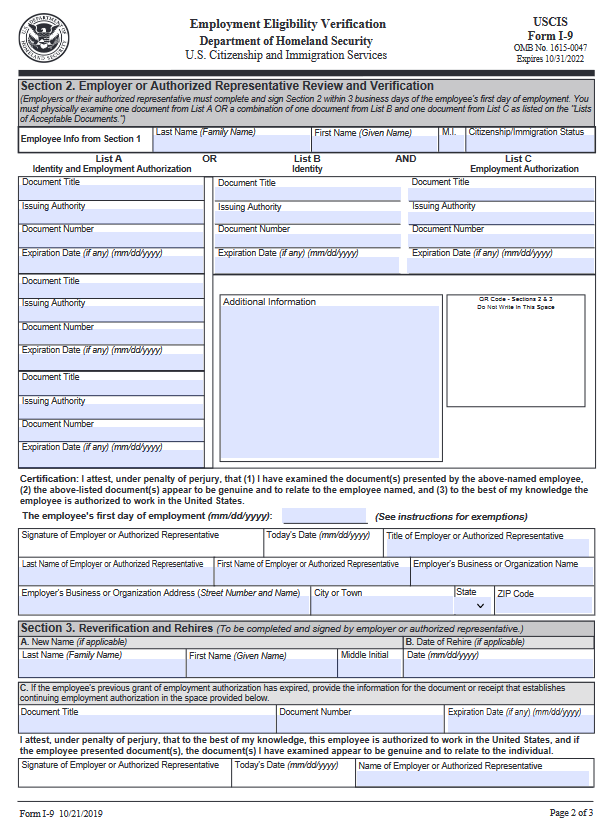 Employment Eligibility Verification
Department of Homeland Security
U.S. Citizenship and Immigration Services
USCIS
Form I-9
OMB No. 1615-0047
Expires 10/31/2022
Section 2. Employer or Authorized Representative Review and Verification
(Employers or their authorized representative must complete and sign Section 2 within 3 business days of the employee's first day of employment. You
must physically examine one document from List A OR a combination of one document from List B and one document from List C as listed on the "Lists
of Acceptable Documents.")
Employee Info from Section 1 Last Name (Family Name) First Name (Given Name) M.I. Citizenship/Immigration Status
List A OR List B AND List C
Identity and Employment Authorization Identity Employment Authorization
Document Title Document Title Document Title
Issuing Authority Issuing Authority Issuing Authority
Document Number Document Number Document Number
Expiration Date (if any) (mm/dd/yyyy) Expiration Date (if any) (mm/dd/yyyy) Expiration Date (if any) (mm/dd/yyyy)
Document Title
Issuing Authority
Document Number
Expiration Date (if any) (mm/dd/yyyy)
Document Title
Issuing Authority
Document Number
Expiration Date (if any) (mm/dd/yyyy)
Additional Information
QR Code - Sections 2 & 3
Do Not Write In This Space
Certification: I attest, under penalty of perjury, that (1) I have examined the document(s) presented by the above-named employee,
(2) the above-listed document(s) appear to be genuine and to relate to the employee named, and (3) to the best of my knowledge the
employee is authorized to work in the United States.
The employee's first day of employment (mm/dd/yyyy): (See instructions for exemptions)
Signature of Employer or Authorized Representative Today's Date (mm/dd/yyyy) Title of Employer or Authorized Representative
Last Name of Employer or Authorized Representative First Name of Employer or Authorized Representative Employer's Business or Organization Name
Employer's Business or Organization Address (Street Number and Name) City or Town State ZIP Code
Section 3. Reverification and Rehires (To be completed and signed by employer or authorized representative.)
A. New Name (if applicable) B. Date of Rehire (if applicable)
Last Name (Family Name) First Name (Given Name) Middle Initial Date (mm/dd/yyyy)
C. If the employee's previous grant of employment authorization has expired, provide the information for the document or receipt that establishes
continuing employment authorization in the space provided below.
Document Title Document Number Expiration Date (if any) (mm/dd/yyyy)
I attest, under penalty of perjury, that to the best of my knowledge, this employee is authorized to work in the United States, and if
the employee presented document(s), the document(s) I have examined appear to be genuine and to relate to the individual.
Signature of Employer or Authorized Representative Today's Date (mm/dd/yyyy) Name of Employer or Authorized Representative
Form I-9 10/21/2019 Page 2 of 3